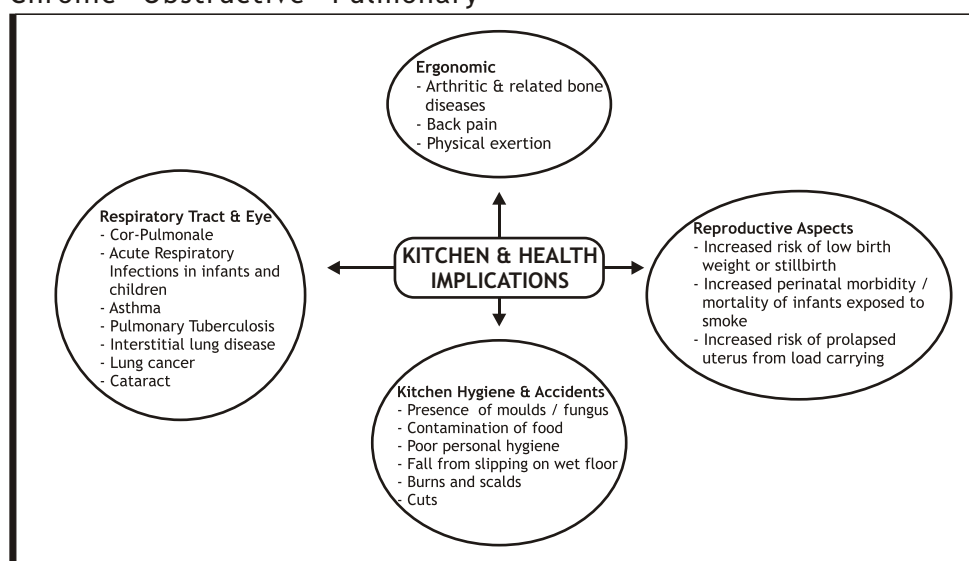 Chronic Obstructive Pulmonary
Ergonomic
- Arthritic & related bone
diseases
- Back pain
- Physical exertion
Respiratory Tract & Eye
- Cor-Pulmonale
- Acute Respiratory
Infections in infants and
children
- Asthma
- Pulmonary Tuberculosis
- Interstitial lung disease
- Lung cancer
- Cataract
KITCHEN & HEALTH
IMPLICATIONS
Reproductive Aspects
- Increased risk of low birth
weight or stillbirth
- Increased perinatal morbidity /
mortality of infants exposed to
smoke
- Increased risk of prolapsed
uterus from load carrying
Kitchen Hygiene & Accidents
- Presence of moulds / fungus
- Contamination of food
- Poor personal hygiene
- Fall from slipping on wet floor
- Burns and scalds
- Cuts